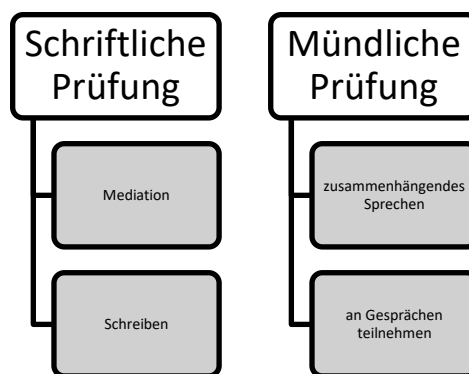 Schriftliche
Prüfung
Mediation
Schreiben
Mündliche
Prüfung
zusammenhängendes
Sprechen
an Gesprächen
teilnehmen